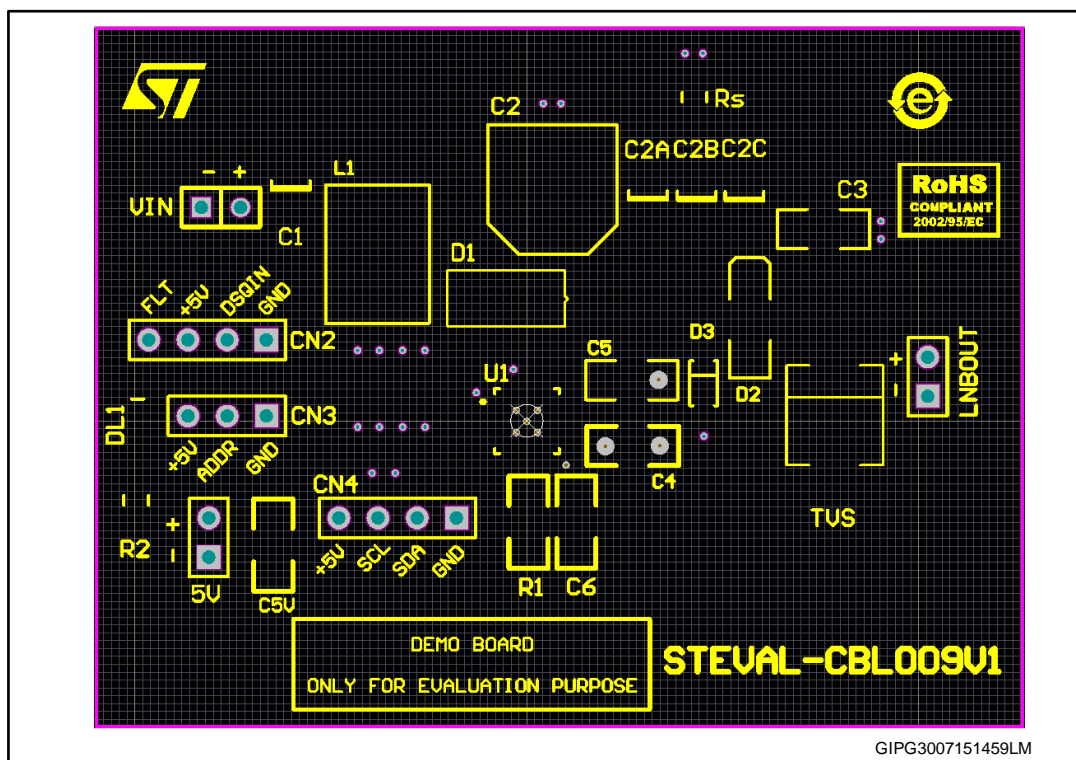 ST
C2
Rs
e
C2A C2B C2C
L1
- +
VIN
C1
C3
RoHS
COMPLIANT
2002/95/EC
D1
FLT +5V DSQIN GND
CN2
C5
D3
+
-
LNBOUT
U1
D2
DL1
CN3
+5V ADDR GND
C4
CN4
TVS
R2
+
-
5V
C5V
+5V SCL SDA GND
R1
C6
DEMO BOARD
ONLY FOR EVALUATION PURPOSE
STEVAL-CBL009V1
GIPG3007151459LM